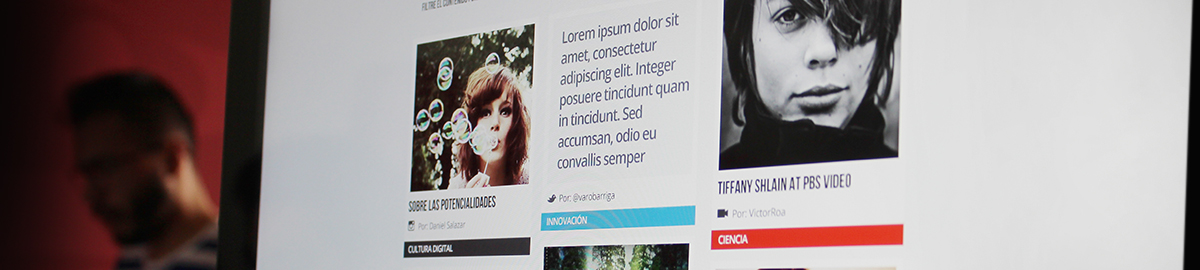 FILTRE EL CONTENIDO
SOBRE LAS POTENCIALIDADES
Por: Daniel Salazar
CULTURA DIGITAL
Lorem ipsum dolor sit
amet, consectetur
adipiscing elit. Integer
posuere tincidunt quam
in tincidunt. Sed
accumsan, odio eu
convallis semper
Por: @varobarriga
INNOVACIÓN
TIFFANY SHLAIN AT PBS VIDEO
Por: VictorRoa
CIENCIA